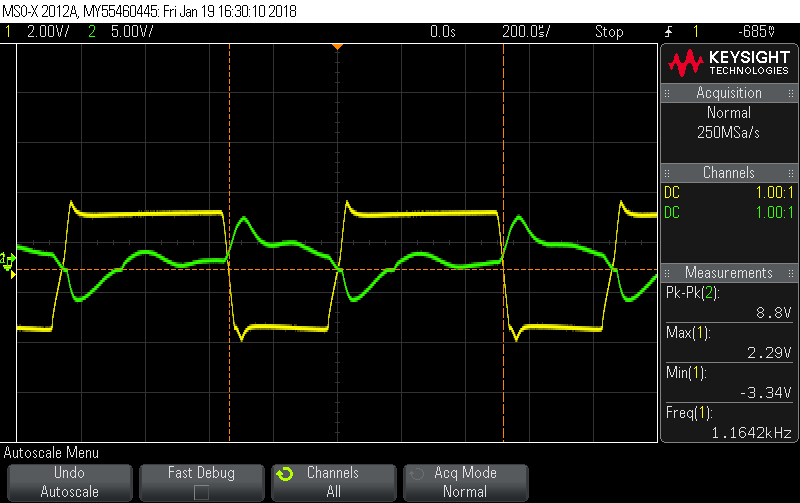 MSO-X 2012A, MY55460445: Fri Jan 19 16:30:10 2018
1 2.00V/ 2 5.00V/ 0.0s 200.0s/ Stop 1 -685V
KEYSIGHT
TECHNOLOGIES
Acquisition
Normal
250MSa/s
Channels
DC 1.00:1
DC 1.00:1
Measurements
Pk-Pk(2):
8.8V
Max(1):
2.29V
Min(1):
-3.34V
Freq(1):
1.1642kHz
Autoscale Menu
Undo
Autoscale
Fast Debug
Channels
All
Acq Mode
Normal